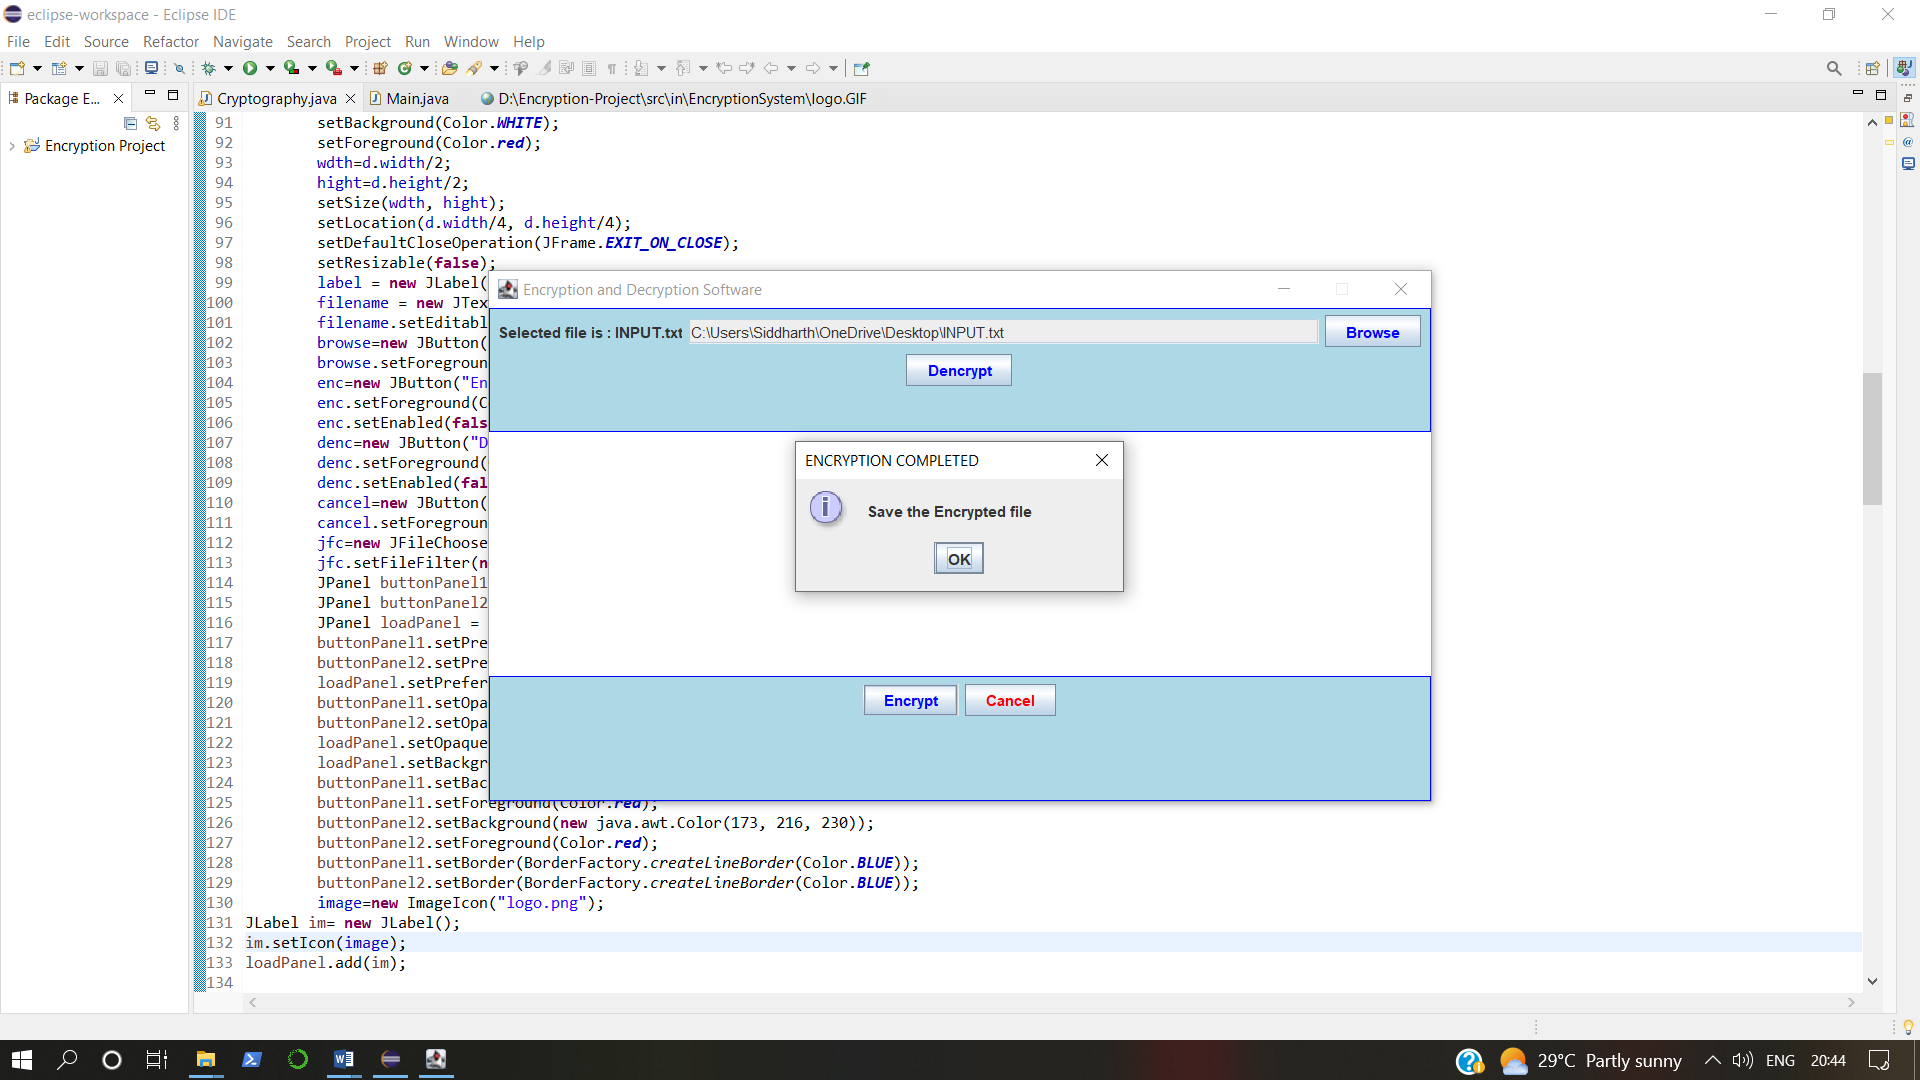 eclipse-workspace - Eclipse IDE
File Edit Source Refactor Navigate Search Project Run Window Help
Package E...
Cryptography.java
Main.java
D:\Encryption-Project\src\in\EncryptionSystem\logo.GIF
Encryption Project
91 setBackground(Color.WHITE);
92 setForeground(Color.red);
93 wdth=d.width/2;
94 hight=d.height/2;
95 setSize(wdth, hight);
96 setLocation(d.width/4, d.height/4);
97 setDefaultCloseOperation(JFrame.EXIT_ON_CLOSE);
98 setResizable(false);
99 label = new JLabel(
100 filename = new JTex
101 filename.setEditabl
102 browse=new JButton(
103 browse.setForegroun
104 enc=new JButton("En
105 enc.setForeground(C
106 enc.setEnabled(fals
107 denc=new JButton("D
108 denc.setForeground(
109 denc.setEnabled(fal
110 cancel=new JButton(
111 cancel.setForegroun
112 jfc=new JFileChoose
113 jfc.setFileFilter(n
114 JPanel buttonPanel1
115 JPanel buttonPanel2
116 JPanel loadPanel =
117 buttonPanel1.setPre
118 buttonPanel2.setPre
119 loadPanel.setPrefer
120 buttonPanel1.setOpa
121 buttonPanel2.setOpa
122 loadPanel.setOpaque
123 loadPanel.setBackgr
124 buttonPanel1.setBac
125 buttonPanel1.setForeground(Color.red);
126 buttonPanel2.setBackground(new java.awt.Color(173, 216, 230));
127 buttonPanel2.setForeground(Color.red);
128 buttonPanel1.setBorder(BorderFactory.createLineBorder(Color.BLUE));
129 buttonPanel2.setBorder(BorderFactory.createLineBorder(Color.BLUE));
130 image=new ImageIcon("logo.png");
131 JLabel im= new JLabel();
132 im.setIcon(image);
133 loadPanel.add(im);
134
Encryption and Decryption Software
Selected file is : INPUT.txt C:\Users\Siddharth\OneDrive\Desktop\INPUT.txt Browse
Dencrypt
ENCRYPTION COMPLETED
Save the Encrypted file
OK
Encrypt Cancel
29°C Partly sunny ENG 20:44